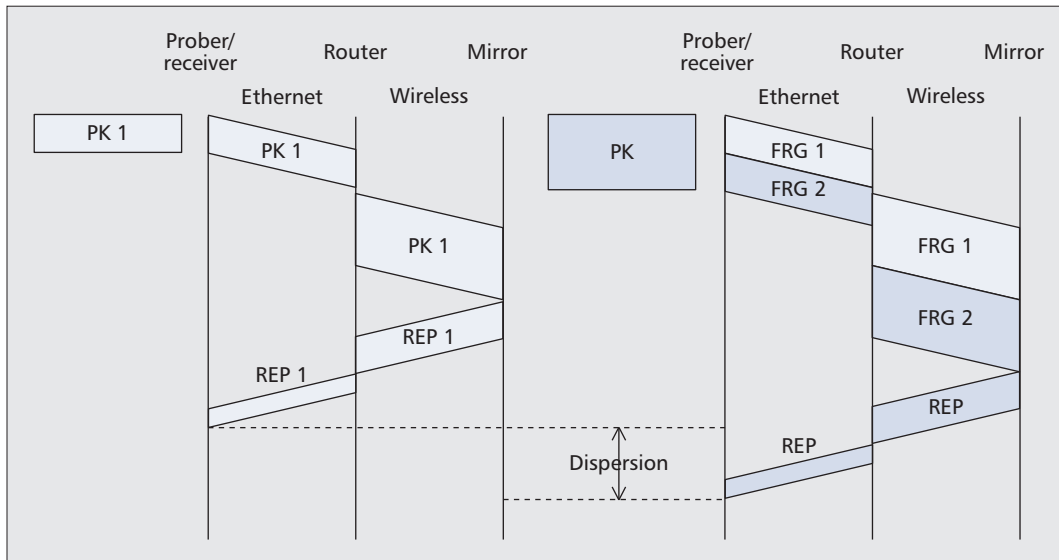 Prober/
receiver
Router
Mirror
Ethernet
Wireless
PK 1
PK 1
PK 1
REP 1
REP 1
Prober/
receiver
Router
Mirror
Ethernet
Wireless
PK
FRG 1
FRG 2
FRG 1
FRG 2
REP
REP
Dispersion